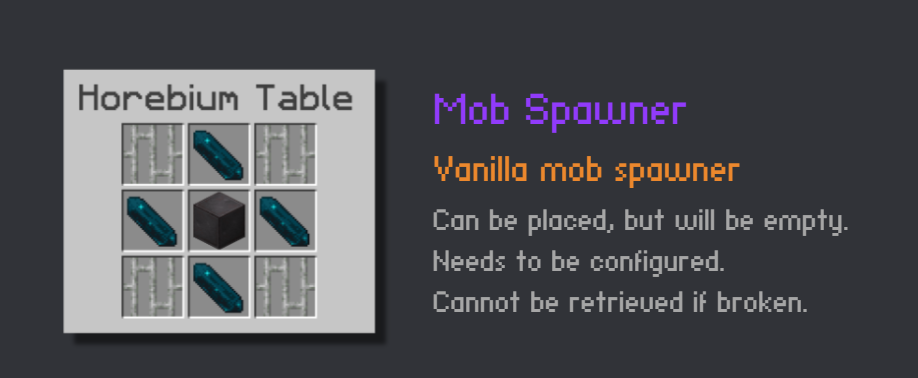 Horebium Table
Mob Spawner
Vanilla mob spawner
Can be placed, but will be empty.
Needs to be configured.
Cannot be retrieved if broken.